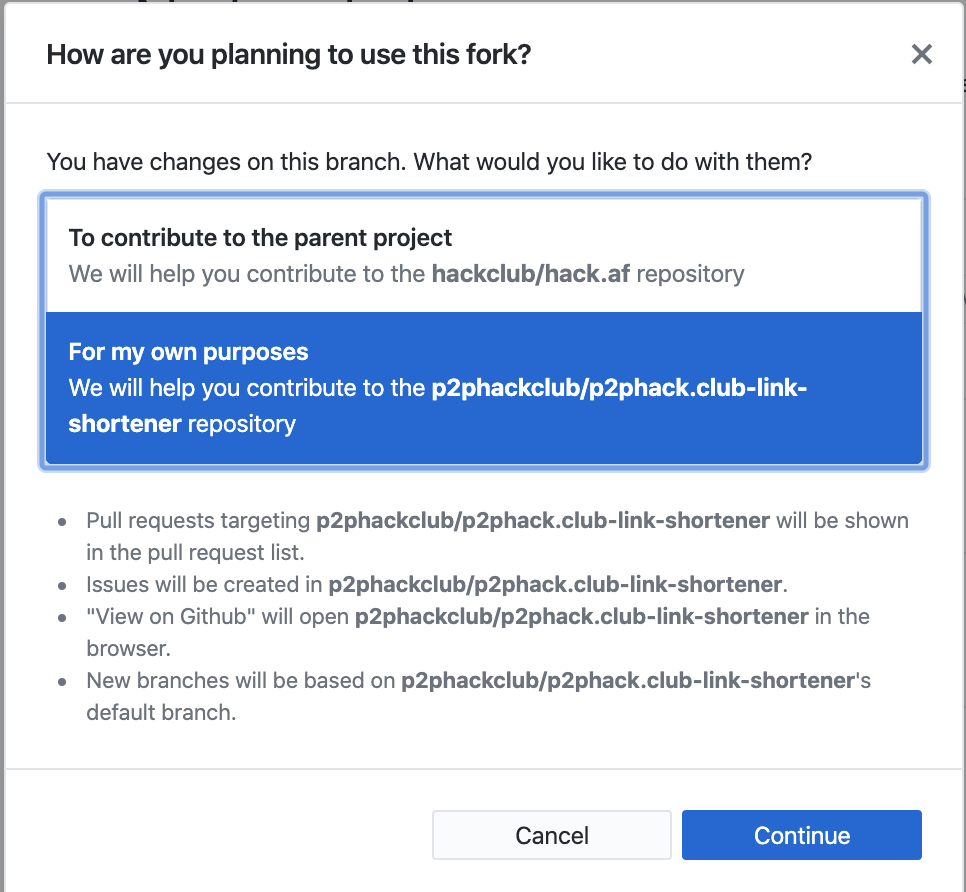 How are you planning to use this fork?
You have changes on this branch. What would you like to do with them?
To contribute to the parent project
We will help you contribute to the hackclub/hack.af repository
For my own purposes
We will help you contribute to the p2phackclub/p2phack.club-link-
shortener repository
Pull requests targeting p2phackclub/p2phack.club-link-shortener will be shown
in the pull request list.
Issues will be created in p2phackclub/p2phack.club-link-shortener.
"View on Github" will open p2phackclub/p2phack.club-link-shortener in the
browser.
New branches will be based on p2phackclub/p2phack.club-link-shortener's
default branch.
Cancel
Continue